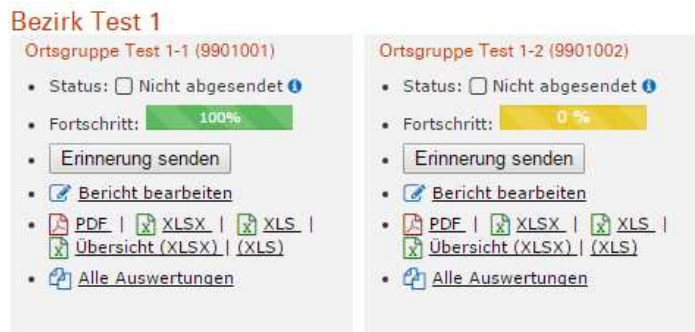 Bezirk Test 1
Ortsgruppe Test 1-1 (9901001)
Status: Nicht abgesendet
Fortschritt: 100%
Erinnerung senden
Bericht bearbeiten
PDF | XLSX | XLS |
Übersicht (XLSX) | (XLS)
Alle Auswertungen
Ortsgruppe Test 1-2 (9901002)
Status: Nicht abgesendet
Fortschritt: 0 %
Erinnerung senden
Bericht bearbeiten
PDF | XLSX | XLS |
Übersicht (XLSX) | (XLS)
Alle Auswertungen